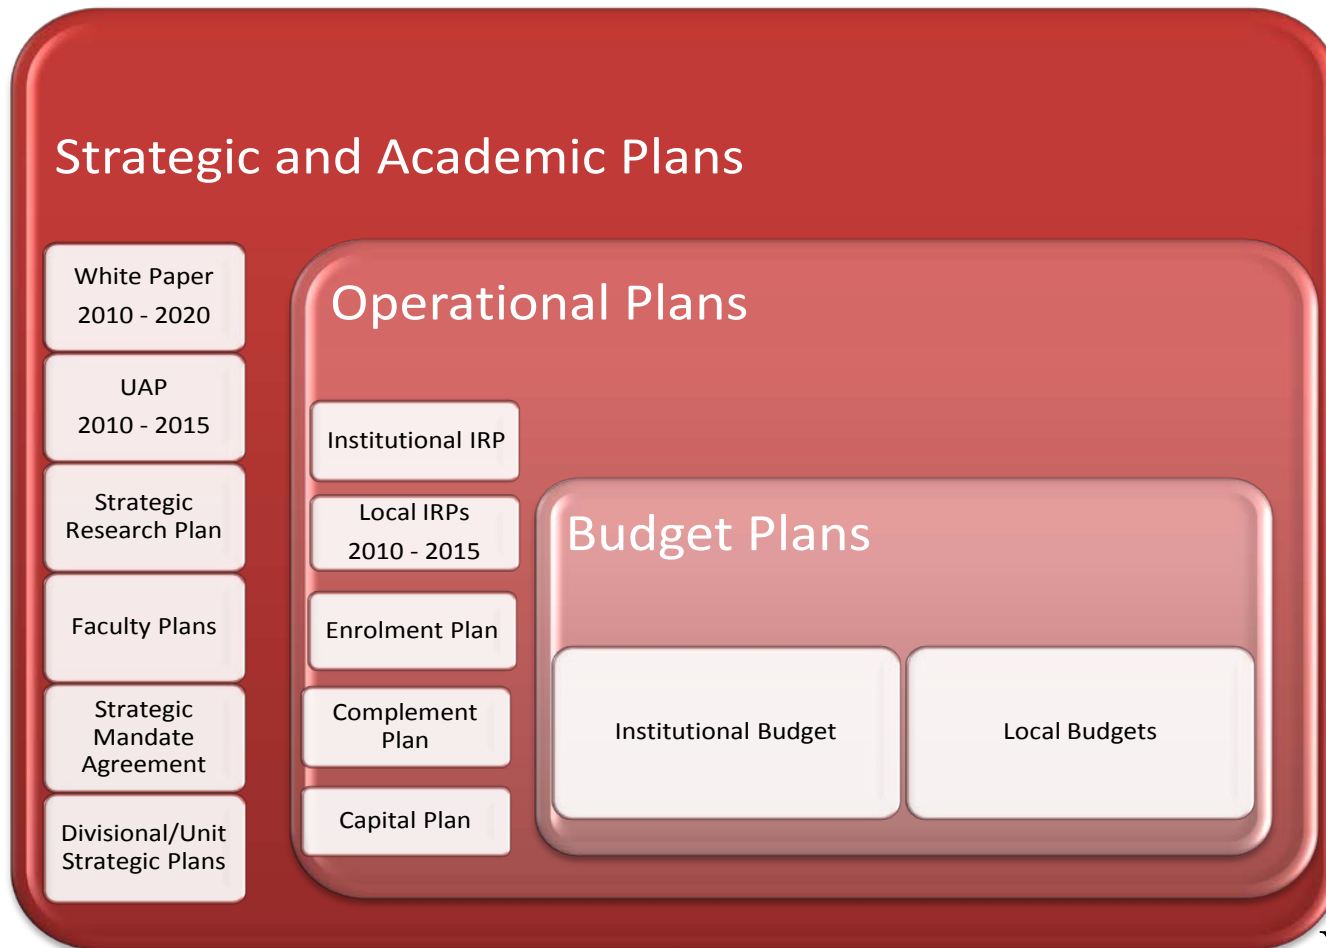 Strategic and Academic Plans
White Paper
2010 - 2020
UAP
2010 - 2015
Strategic
Research Plan
Faculty Plans
Strategic
Mandate
Agreement
Divisional/Unit
Strategic Plans
Operational Plans
Institutional IRP
Local IRPs
2010 - 2015
Enrolment Plan
Complement
Plan
Capital Plan
Budget Plans
Institutional Budget
Local Budgets